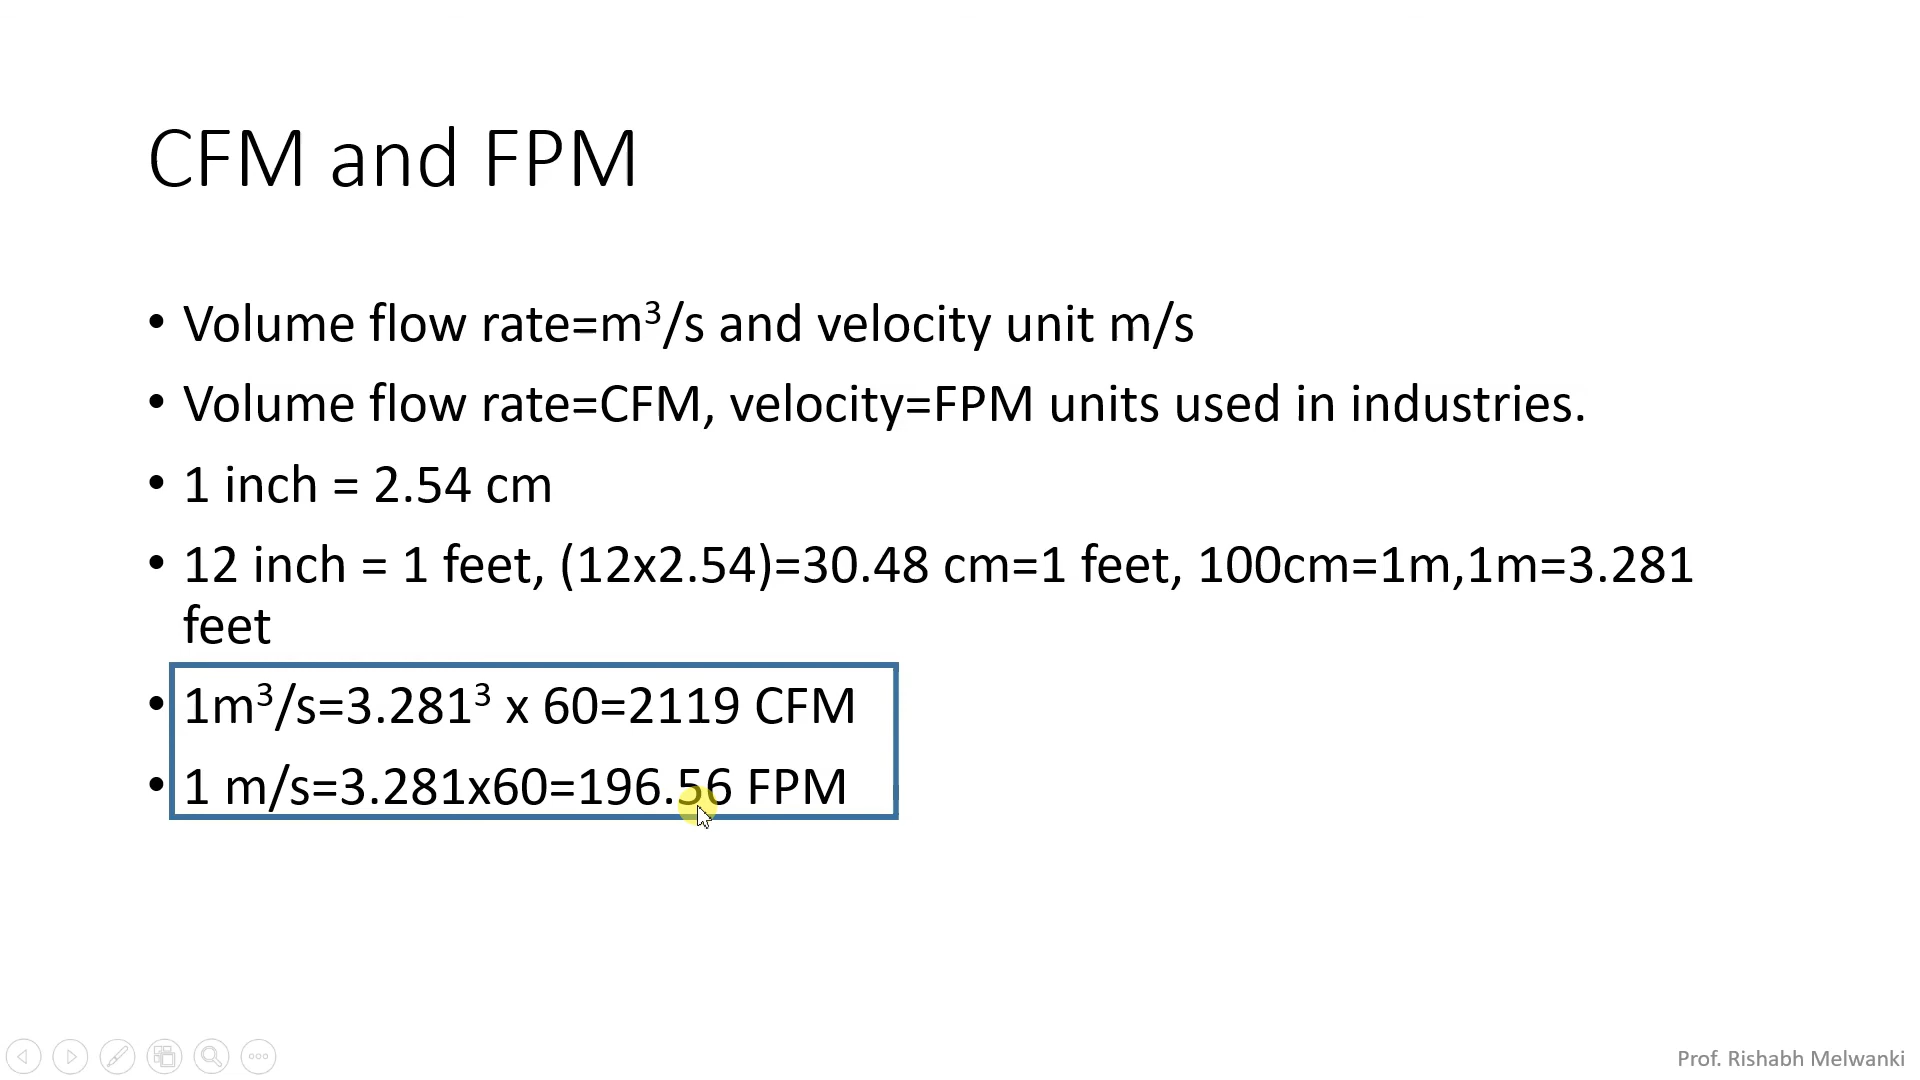 CFM and FPM
• Volume flow rate=m³/s and velocity unit m/s
• Volume flow rate=CFM, velocity=FPM units used in industries.
• 1 inch = 2.54 cm
• 12 inch = 1 feet, (12x2.54)=30.48 cm=1 feet, 100cm=1m,1m=3.281
feet
• 1m³/s=3.281³ x 60=2119 CFM
• 1 m/s=3.281x60=196.56 FPM
Prof. Rishabh Melwanki